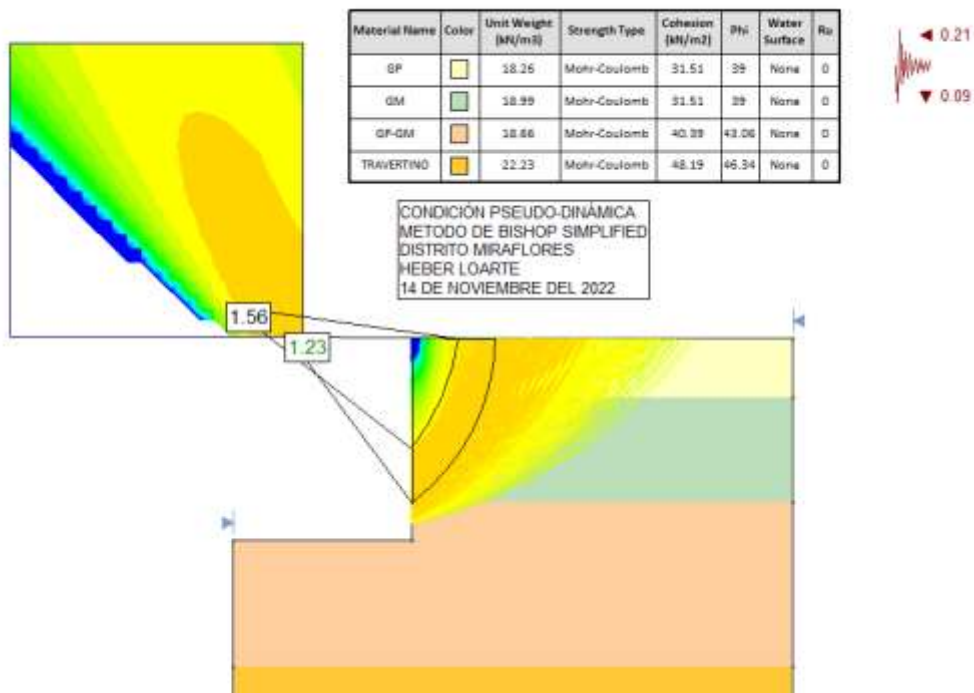 Material Name Color Unit Weight (kN/m3) Strength Type Cohesion (kN/m2) Phi Water Surface Ru
GP 18.26 Mohr-Coulomb 31.51 39 None 0
GM 18.99 Mohr-Coulomb 31.51 39 None 0
GP-GM 18.66 Mohr-Coulomb 40.39 43.06 None 0
TRAVERTINO 22.23 Mohr-Coulomb 48.19 46.34 None 0
0.21
0.09
CONDICIÓN PSEUDO-DINÁMICA
METODO DE BISHOP SIMPLIFIED
DISTRITO MIRAFLORES
HEBER LOARTE
14 DE NOVIEMBRE DEL 2022
1.56
1.23